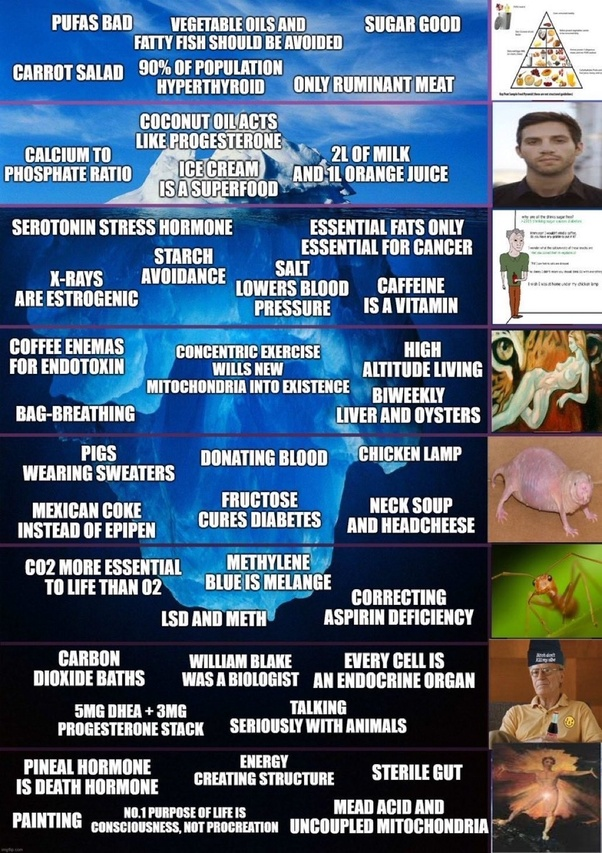 PUFAS BAD
VEGETABLE OILS AND
FATTY FISH SHOULD BE AVOIDED
SUGAR GOOD
CARROT SALAD
90% OF POPULATION
HYPERTHYROID
ONLY RUMINANT MEAT
COCONUT OIL ACTS
LIKE PROGESTERONE
CALCIUM TO
PHOSPHATE RATIO
ICE CREAM
IS A SUPERFOOD
2L OF MILK
AND 1L ORANGE JUICE
SEROTONIN STRESS HORMONE
ESSENTIAL FATS ONLY
ESSENTIAL FOR CANCER
STARCH
AVOIDANCE
X-RAYS
ARE ESTROGENIC
SALT
LOWERS BLOOD
PRESSURE
CAFFEINE
IS A VITAMIN
COFFEE ENEMAS
FOR ENDOTOXIN
CONCENTRIC EXERCISE
WILLS NEW
MITOCHONDRIA INTO EXISTENCE
HIGH
ALTITUDE LIVING
BAG-BREATHING
BIWEEKLY
LIVER AND OYSTERS
PIGS
WEARING SWEATERS
DONATING BLOOD
CHICKEN LAMP
MEXICAN COKE
INSTEAD OF EPIPEN
FRUCTOSE
CURES DIABETES
NECK SOUP
AND HEADCHEESE
CO2 MORE ESSENTIAL
TO LIFE THAN O2
METHYLENE
BLUE IS MELANGE
LSD AND METH
CORRECTING
ASPIRIN DEFICIENCY
CARBON
DIOXIDE BATHS
WILLIAM BLAKE
WAS A BIOLOGIST
EVERY CELL IS
AN ENDOCRINE ORGAN
5MG DHEA + 3MG
PROGESTERONE STACK
TALKING
SERIOUSLY WITH ANIMALS
PINEAL HORMONE
IS DEATH HORMONE
ENERGY
CREATING STRUCTURE
STERILE GUT
PAINTING
NO.1 PURPOSE OF LIFE IS
CONSCIOUSNESS, NOT PROCREATION
MEAD ACID AND
UNCOUPLED MITOCHONDRIA
imgflip.com